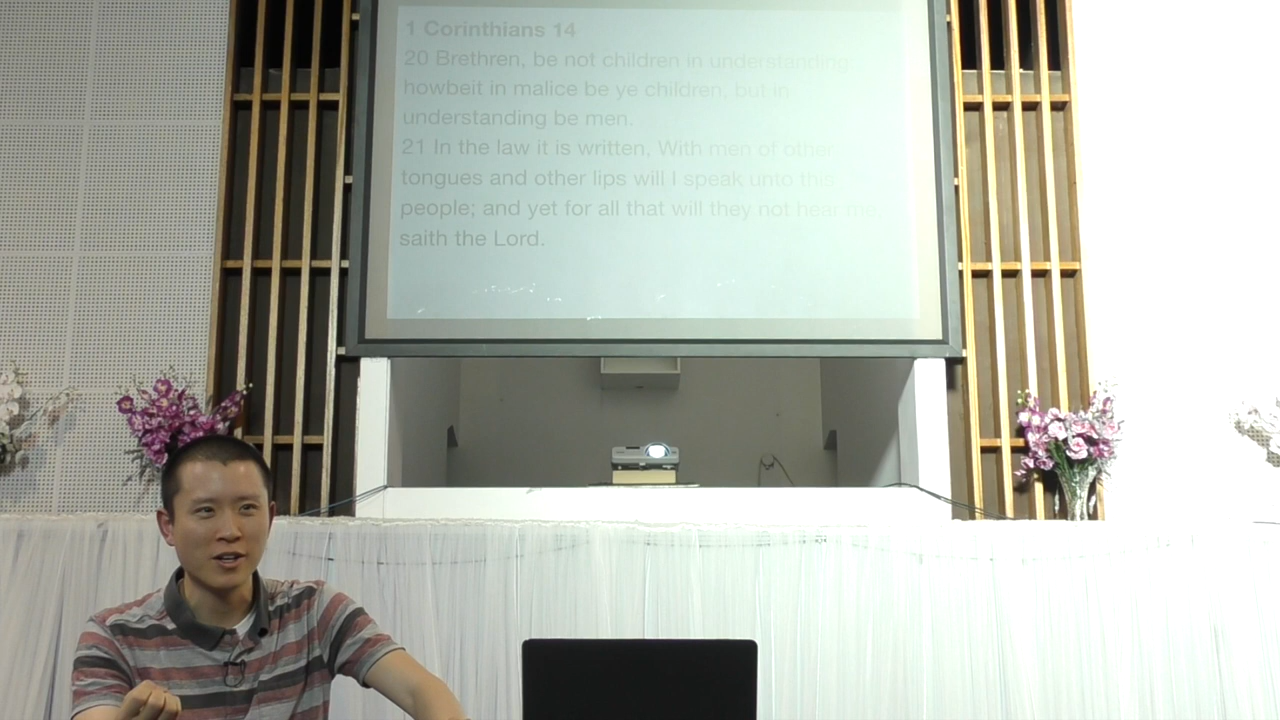 1 Corinthians 14
20 Brethren, be not children in understanding
howbeit in malice be ye children, but in
understanding be men.
21 In the law it is written, With men of other
tongues and other lips will I speak unto this
people; and yet for all that will they not hear me,
saith the Lord.